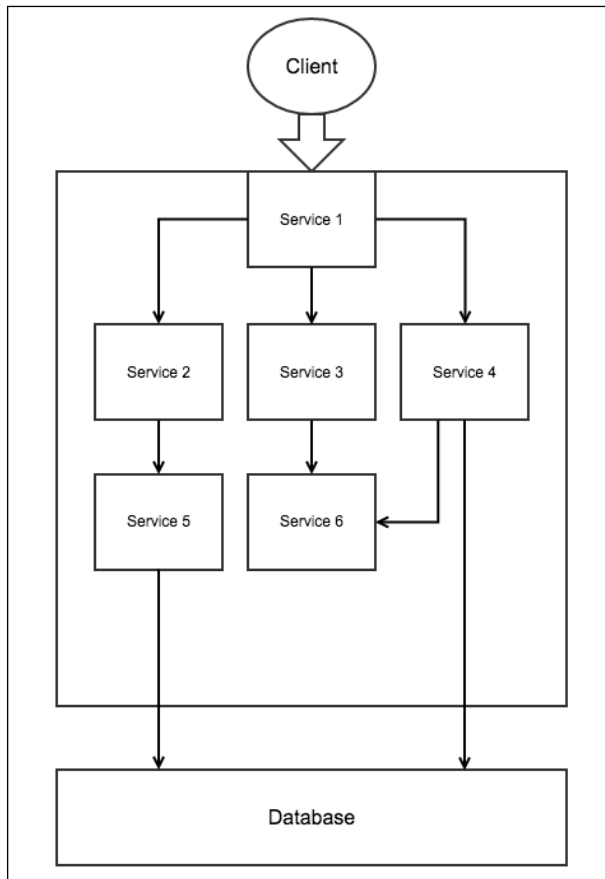 Client
Service 1
Service 2
Service 3
Service 4
Service 5
Service 6
Database